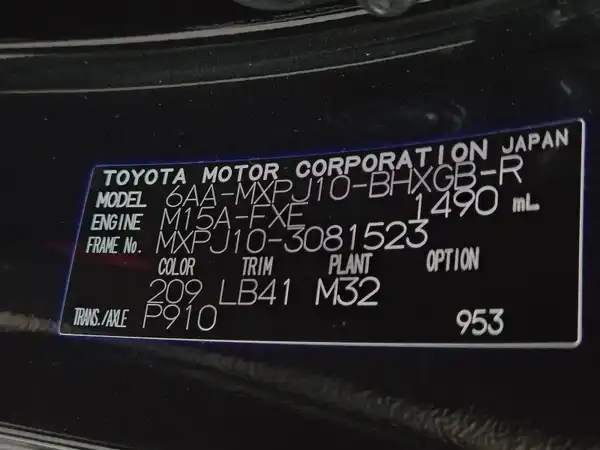 TOYOTA MOTOR CORPORATION JAPAN
MODEL 6AA-MXPJ10-BHXGB-R
ENGINE M15A-FXE 1490 mL
FRAME No. MXPJ10-3081523
COLOR TRIM PLANT OPTION
209 LB41 M32
TRANS./AXLE P910 953